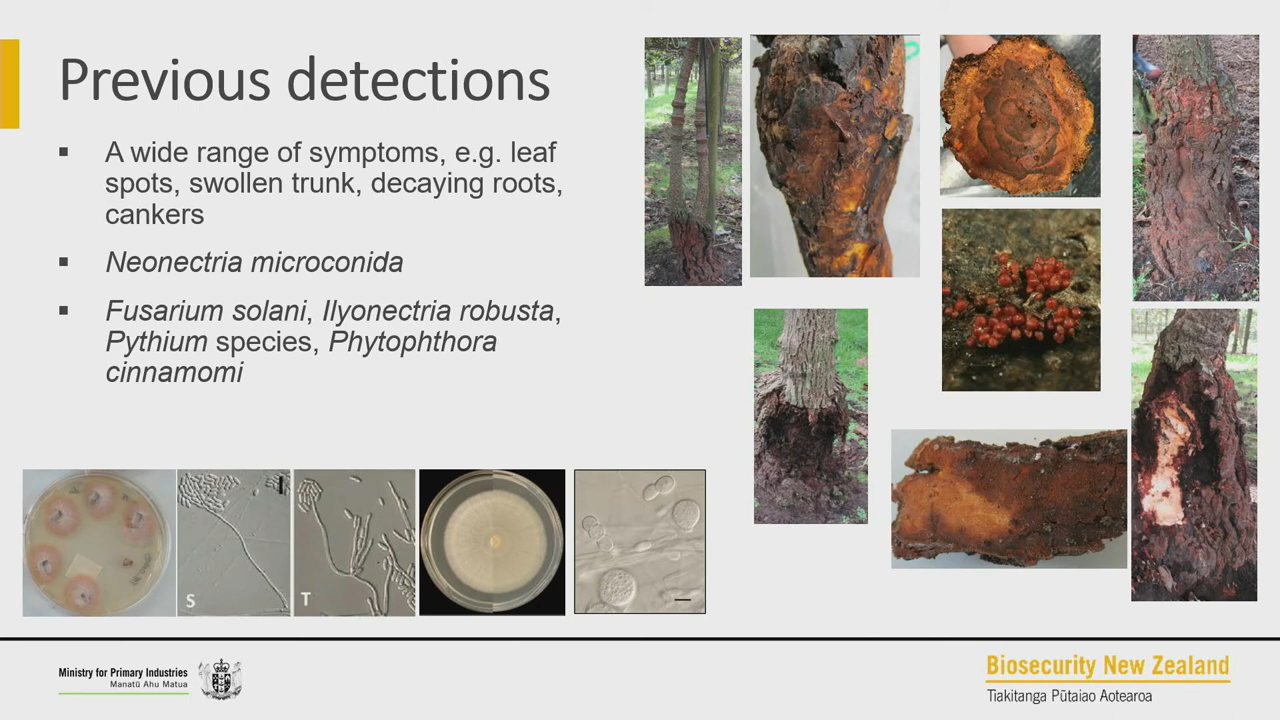 Previous detections
▪ A wide range of symptoms, e.g. leaf
spots, swollen trunk, decaying roots,
cankers
▪ Neonectria microconida
▪ Fusarium solani, Ilyonectria robusta,
Pythium species, Phytophthora
cinnamomi
S
T
Ministry for Primary Industries
Manatū Ahu Matua
Biosecurity New Zealand
Tiakitanga Pūtaiao Aotearoa